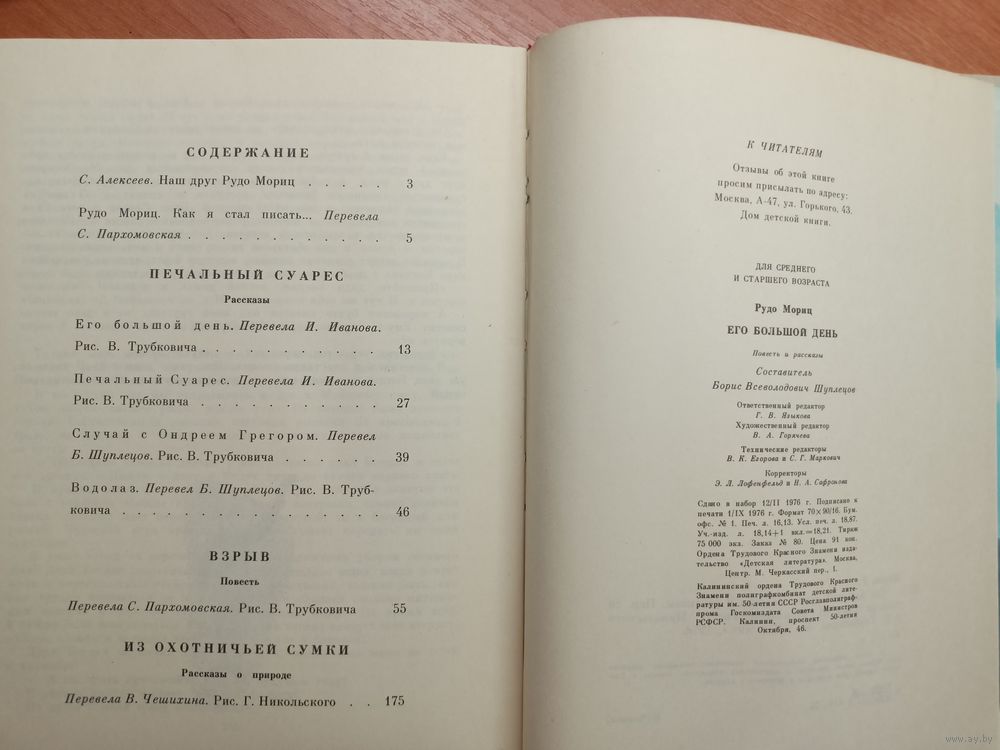 СОДЕРЖАНИЕ
С. Алексеев. Наш друг Рудо Мориц . . . . . 3
Рудо Мориц. Как я стал писать... Перевела
С. Пархомовская . . . . . . . . . . . . 5
ПЕЧАЛЬНЫЙ СУАРЕС
Рассказы
Его большой день. Перевела И. Иванова.
Рис. В. Трубковича . . . . . . . . . . . 13
Печальный Суарес. Перевела И. Иванова.
Рис. В. Трубковича . . . . . . . . . . . 27
Случай с Ондреем Грегором. Перевел
Б. Шуплецов. Рис. В. Трубковича . . . . . . 39
Водолаз. Перевел Б. Шуплецов. Рис. В. Труб-
ковича . . . . . . . . . . . . . . . . 46
ВЗРЫВ
Повесть
Перевела С. Пархомовская. Рис. В. Трубковича 55
ИЗ ОХОТНИЧЬЕЙ СУМКИ
Рассказы о природе
Перевела В. Чешихина. Рис. Г. Никольского . . 175
К ЧИТАТЕЛЯМ
Отзывы об этой книге
просим присылать по адресу:
Москва, А-47, ул. Горького, 43.
Дом детской книги.
ДЛЯ СРЕДНЕГО
И СТАРШЕГО ВОЗРАСТА
Рудо Мориц
ЕГО БОЛЬШОЙ ДЕНЬ
Повесть и рассказы
Составитель
Борис Всеволодович Шуплецов
Ответственный редактор
Г. В. Языкова
Художественный редактор
В. А. Горячева
Технические редакторы
В. К. Егорова и С. Г. Маркович
Корректоры
Э. Л. Лофенфельд и Н. А. Сафронова
Сдано в набор 12/II 1976 г. Подписано к
печати 1/IX 1976 г. Формат 70×90/16. Бум.
офс. № 1. Печ. л. 16,13. Усл. печ. л. 18,87.
Уч.-изд. л. 18,14+1 вкл.=18,21. Тираж
75 000 экз. Заказ № 80. Цена 91 коп.
Ордена Трудового Красного Знамени изда-
тельство «Детская литература». Москва,
Центр. М. Черкасский пер., 1.
Калининский ордена Трудового Красного
Знамени полиграфкомбинат детской лите-
ратуры им. 50-летия СССР Росглавполиграф-
прома Госкомиздата Совета Министров
РСФСР. Калинин, проспект 50-летия
Октября, 46.
www.ay.by